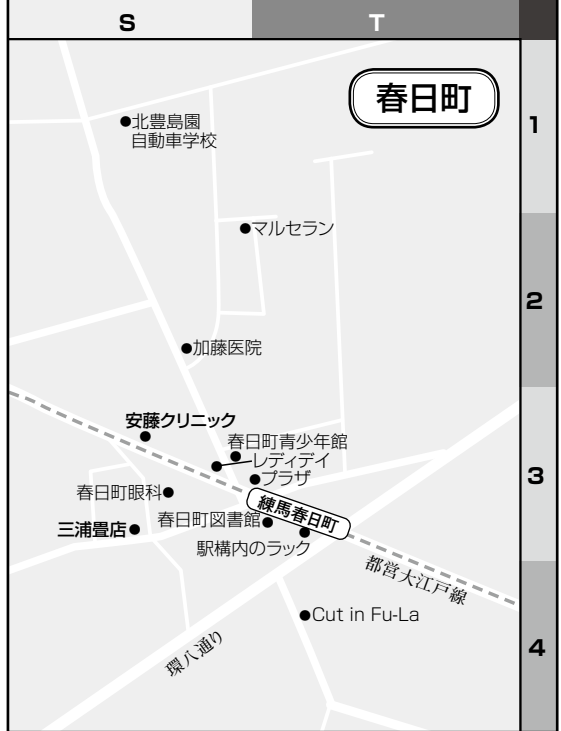 S
T
春日町
1
●北豊島園
自動車学校
●マルセラン
2
●加藤医院
安藤クリニック
春日町青少年館
レディデイ
プラザ
3
春日町眼科●
練馬春日町
春日町図書館
三浦畳店●
駅構内のラック
都営大江戸線
●Cut in Fu-La
環八通り
4